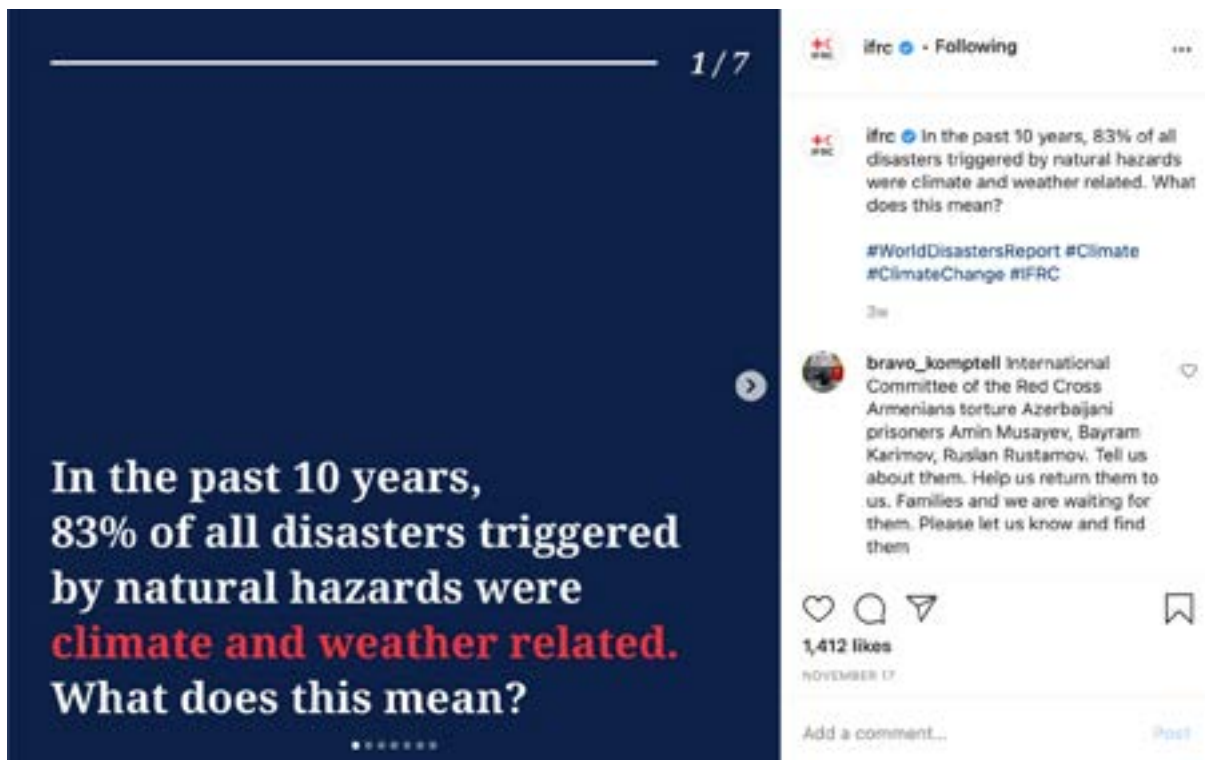 1/7
In the past 10 years,
83% of all disasters triggered
by natural hazards were
climate and weather related.
What does this mean?
ifrc • Following
ifrc In the past 10 years, 83% of all
disasters triggered by natural hazards
were climate and weather related. What
does this mean?
#WorldDisastersReport #Climate
#ClimateChange #IFRC
3w
bravo_komptell International
Committee of the Red Cross
Armenians torture Azerbaijani
prisoners Amin Musayev, Bayram
Karimov, Ruslan Rustamov. Tell us
about them. Help us return them to
us. Families and we are waiting for
them. Please let us know and find
them
1,412 likes
NOVEMBER 17
Add a comment...
Post